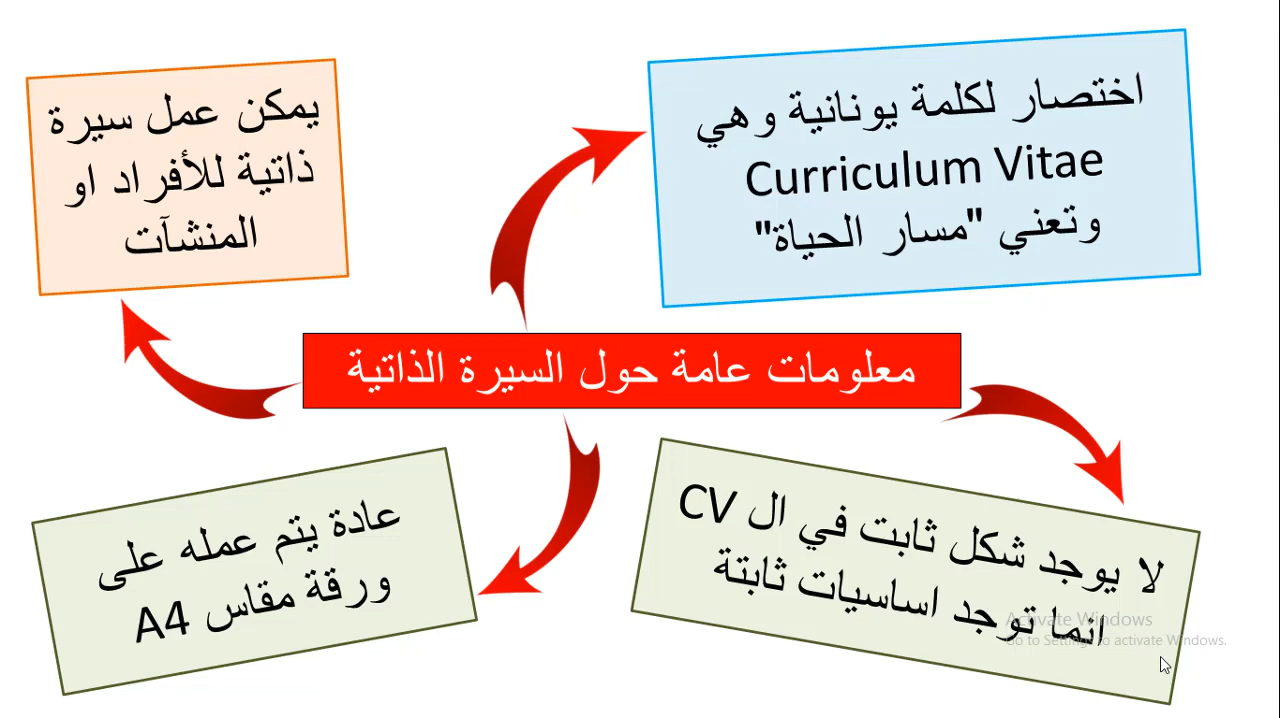 اختصار لكلمة يونانية وهي
Curriculum Vitae
وتعني "مسار الحياة"
يمكن عمل سيرة
ذاتية للأفراد او
المنشآت
معلومات عامة حول السيرة الذاتية
لا يوجد شكل ثابت في ال CV
انما توجد اساسيات ثابتة
عادة يتم عمله على
ورقة مقاس A4
Activate Windows
Go to Settings to activate Windows.